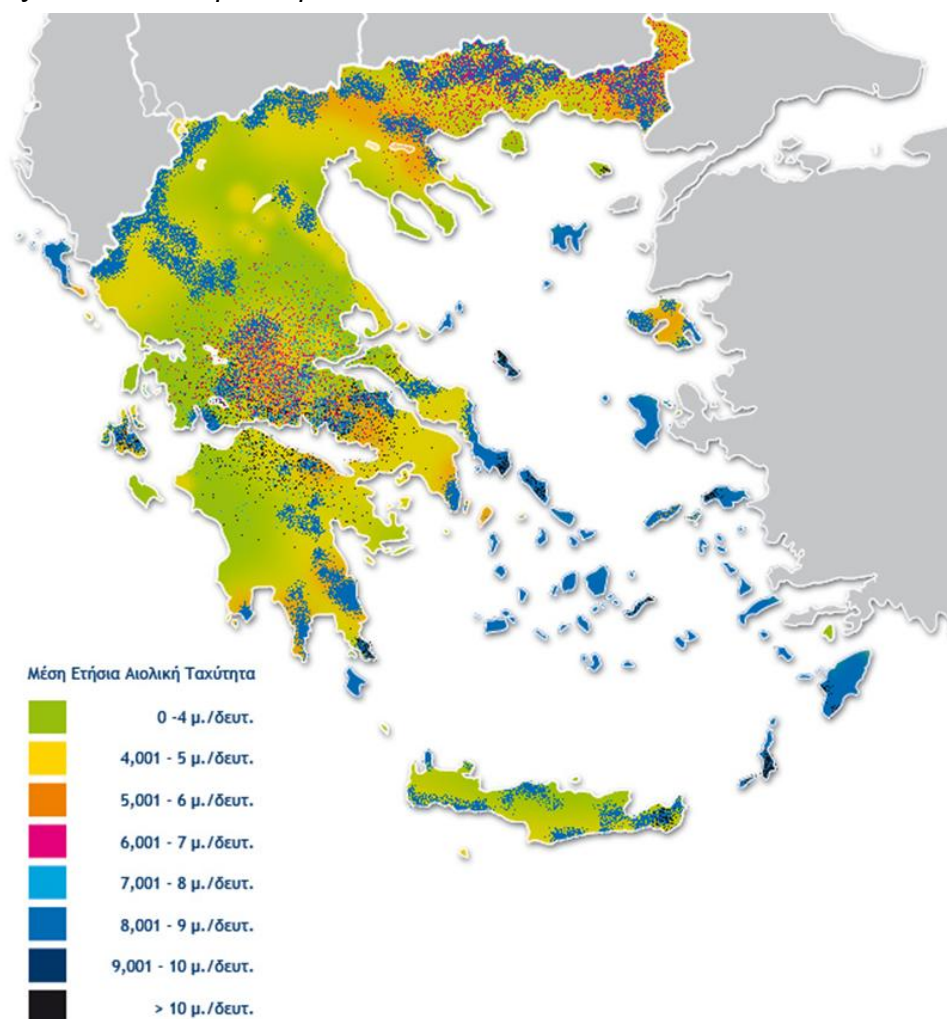 Μέση Ετήσια Αιολική Ταχύτητα
0 -4 μ./δευτ.
4,001 - 5 μ./δευτ.
5,001 - 6 μ./δευτ.
6,001 - 7 μ./δευτ.
7,001 - 8 μ./δευτ.
8,001 - 9 μ./δευτ.
9,001 - 10 μ./δευτ.
> 10 μ./δευτ.